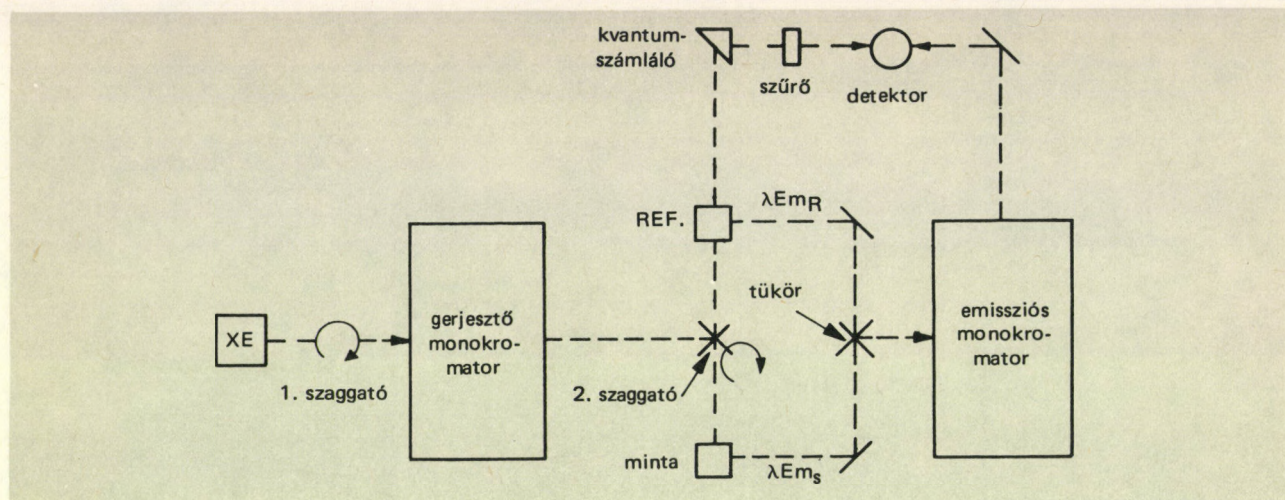 kvantum-
számláló
szűrő
detektor
REF.
λEmR
tükör
XE
gerjesztő
monokro-
mator
emissziós
monokro-
mator
1. szaggató
2. szaggató
minta
λEms